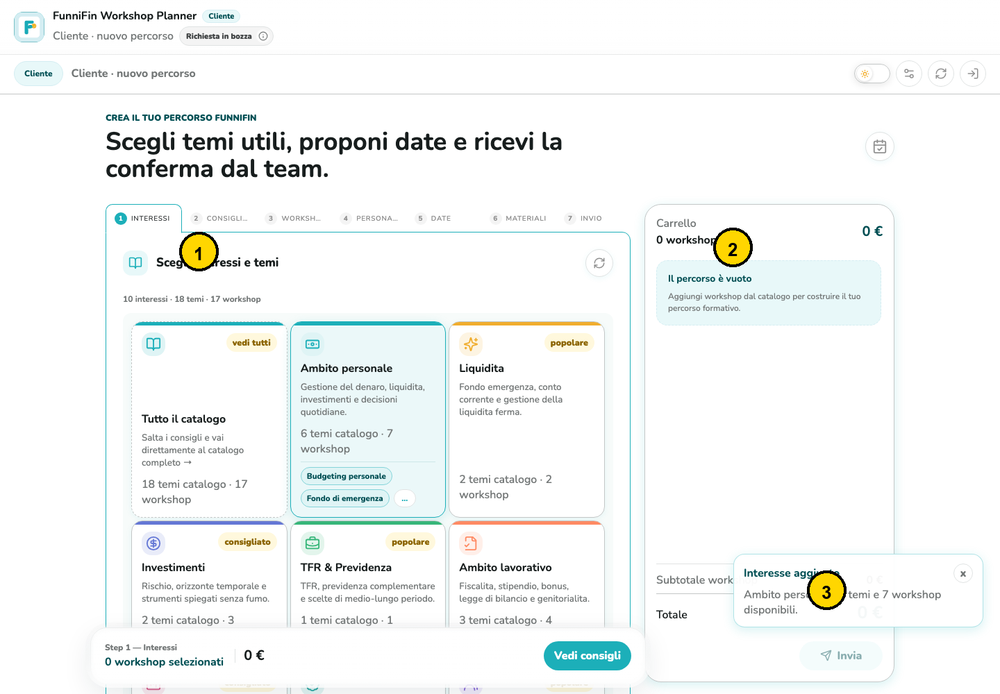 FunniFin Workshop Planner Cliente
Cliente · nuovo percorso Richiesta in bozza
Cliente Cliente · nuovo percorso
CREA IL TUO PERCORSO FUNNIFIN
Scegli temi utili, proponi date e ricevi la
conferma dal team.
1 INTERESSI 2 CONSIGLI... 3 WORKSH... 4 PERSONA... 5 DATE 6 MATERIALI 7 INVIO
1
e temi
10 interessi · 18 temi · 17 workshop
vedi tutti
Tutto il catalogo
Salta i consigli e vai
direttamente al catalogo
completo →
18 temi catalogo · 17
workshop
Ambito personale
Gestione del denaro, liquidita,
investimenti e decisioni
quotidiane.
6 temi catalogo · 7
workshop
Budgeting personale
Fondo di emergenza ...
popolare
Liquidita
Fondo emergenza, conto
corrente e gestione della
liquidita ferma.
2 temi catalogo · 2
workshop
consigliato
Investimenti
Rischio, orizzonte temporale e
strumenti spiegati senza fumo.
2 temi catalogo · 3
popolare
TFR & Previdenza
TFR, previdenza complementare
e scelte di medio-lungo periodo.
1 temi catalogo · 1
Ambito lavorativo
Fiscalita, stipendio, bonus,
legge di bilancio e genitorialita.
3 temi catalogo · 4
Step 1 — Interessi
0 workshop selezionati 0 €
Vedi consigli
Carrello
0 workshop
0 €
2
Il percorso è vuoto
Aggiungi workshop dal catalogo per costruire il tuo
percorso formativo.
Subtotale work 0 €
Totale 0 €
Invia
Interesse x
3
Ambito temi e 7 workshop
disponibili.